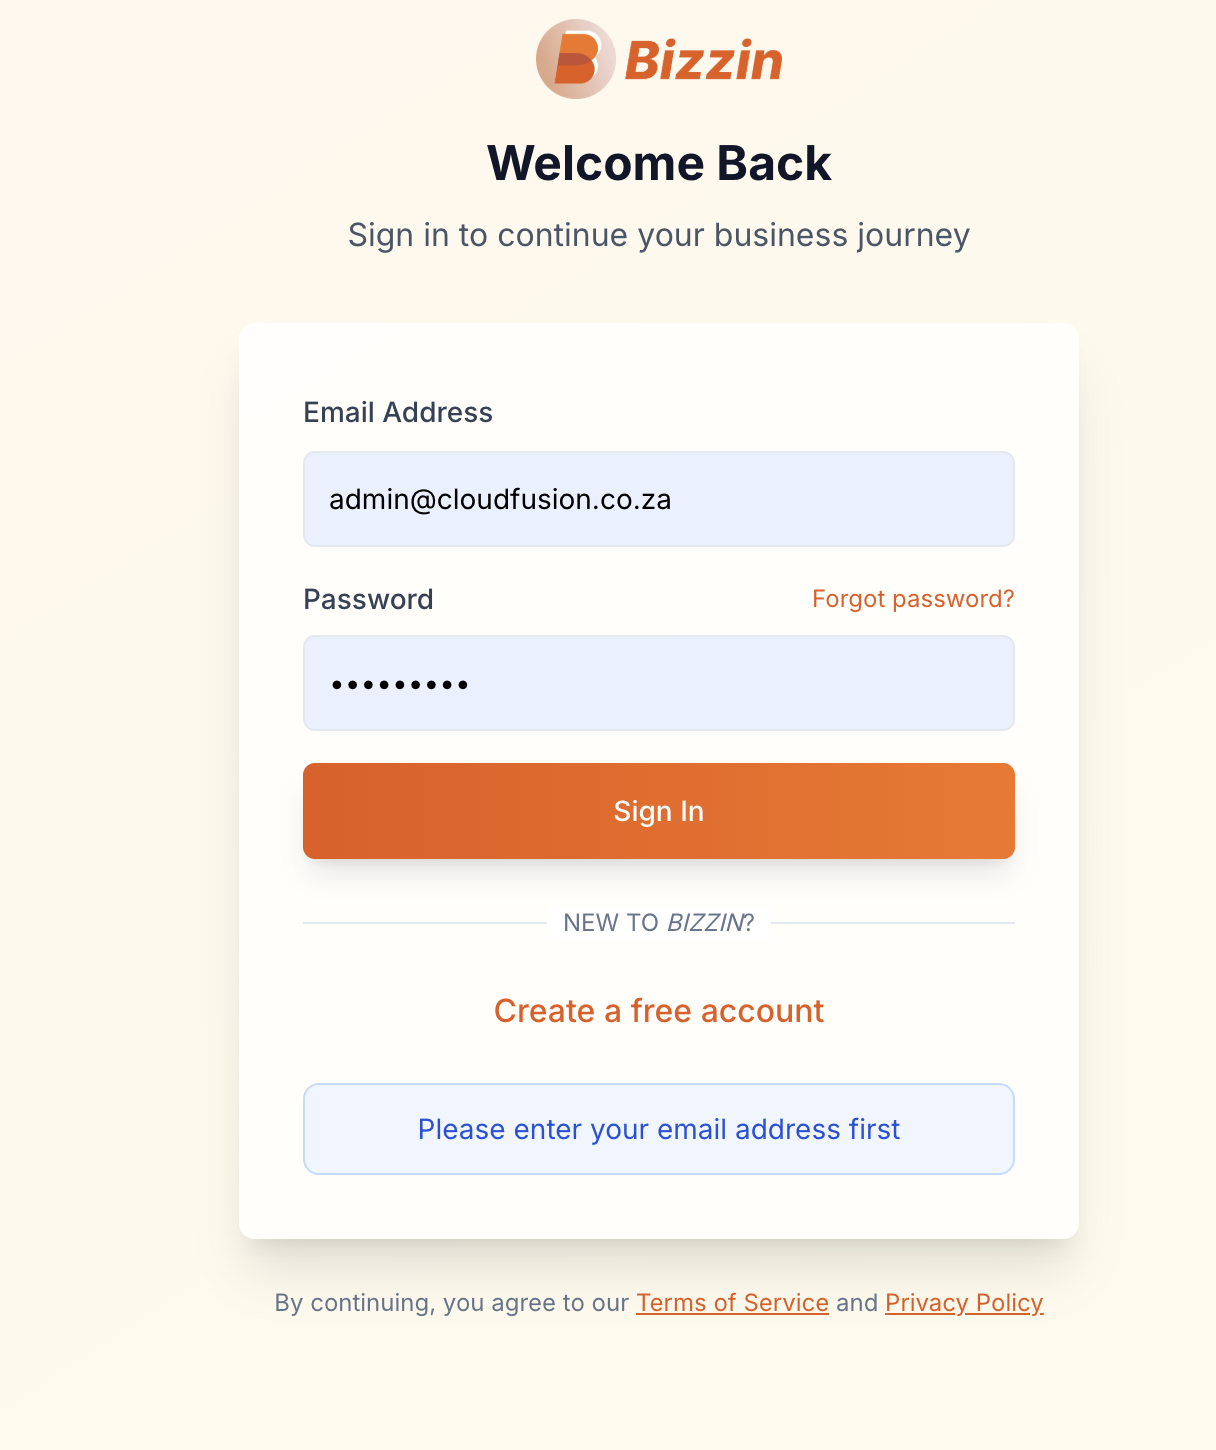 Bizzin
Welcome Back
Sign in to continue your business journey
Email Address
admin@cloudfusion.co.za
Password Forgot password?
•••••••••
Sign In
NEW TO BIZZIN?
Create a free account
Please enter your email address first
By continuing, you agree to our Terms of Service and Privacy Policy